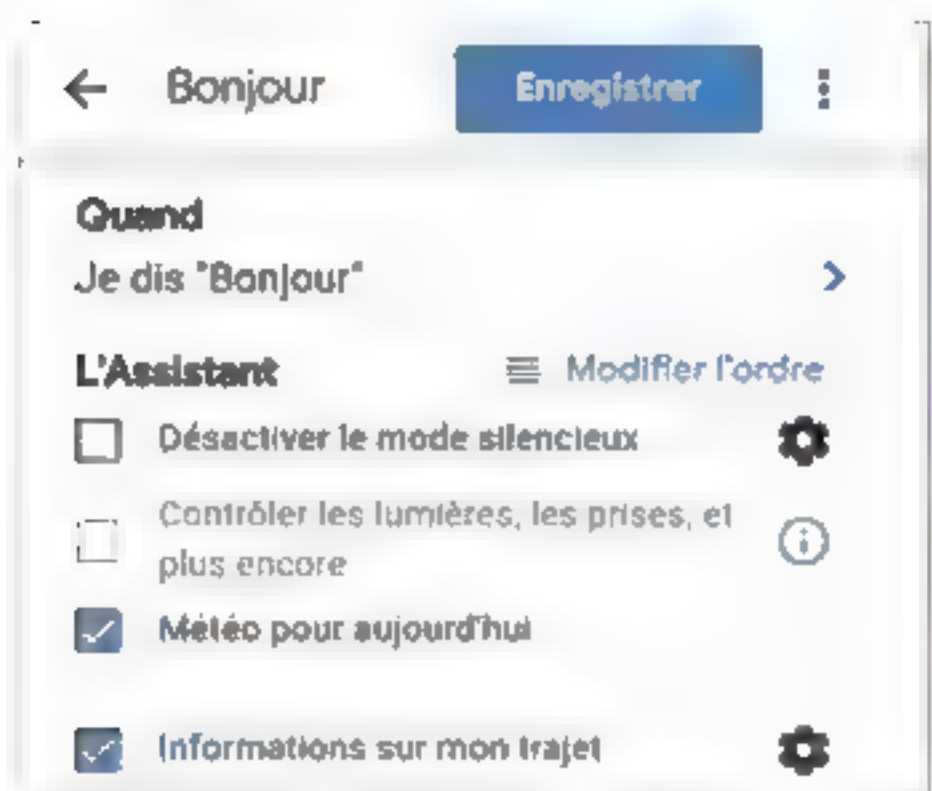 Bonjour
Enregistrer
Quand
Je dis "Bonjour"
L'Assistant
Modifier l'ordre
Désactiver le mode silencieux
Contrôler les lumières, les prises, et
plus encore
Météo pour aujourd'hui
Informations sur mon trajet